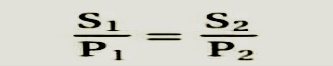 S₁/P₁ = S₂/P₂